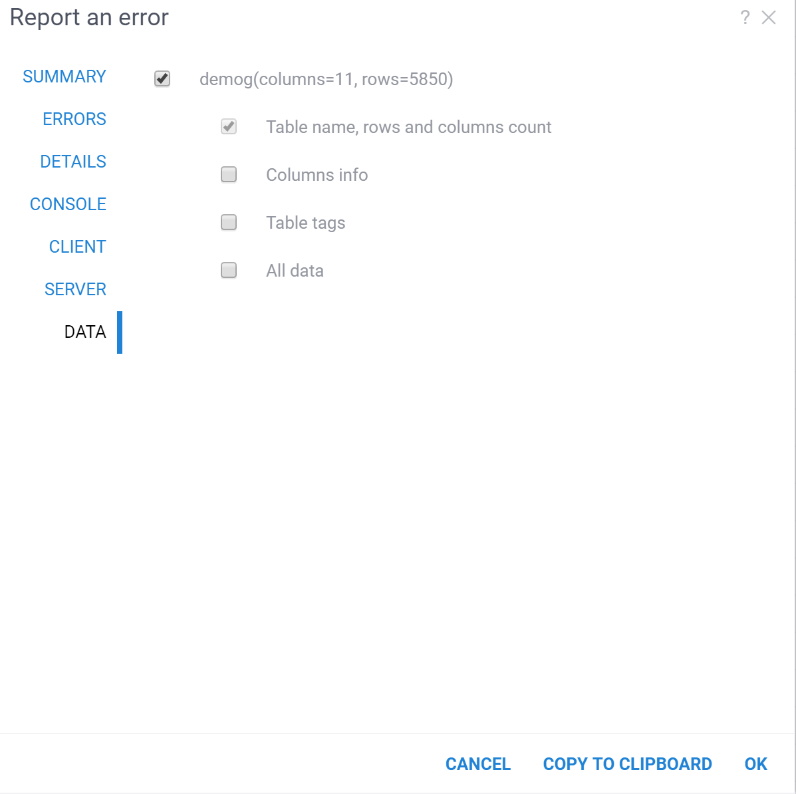 Report an error
?
SUMMARY
ERRORS
DETAILS
CONSOLE
CLIENT
SERVER
DATA
demog(columns=11, rows=5850)
Table name, rows and columns count
Columns info
Table tags
All data
CANCEL
COPY TO CLIPBOARD
OK